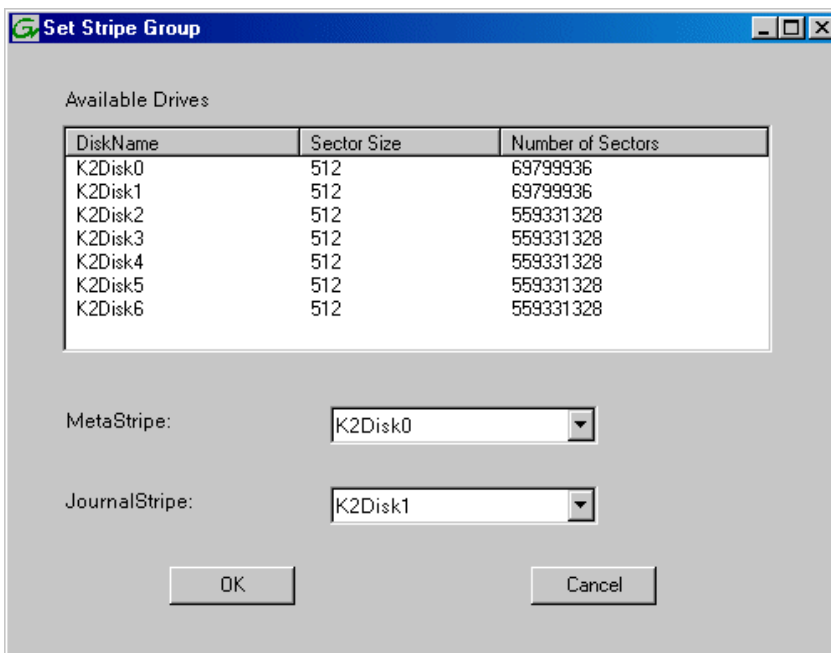 Set Stripe Group
Available Drives
DiskName Sector Size Number of Sectors
K2Disk0 512 69799936
K2Disk1 512 69799936
K2Disk2 512 559331328
K2Disk3 512 559331328
K2Disk4 512 559331328
K2Disk5 512 559331328
K2Disk6 512 559331328
MetaStripe: K2Disk0
JournalStripe: K2Disk1
OK Cancel